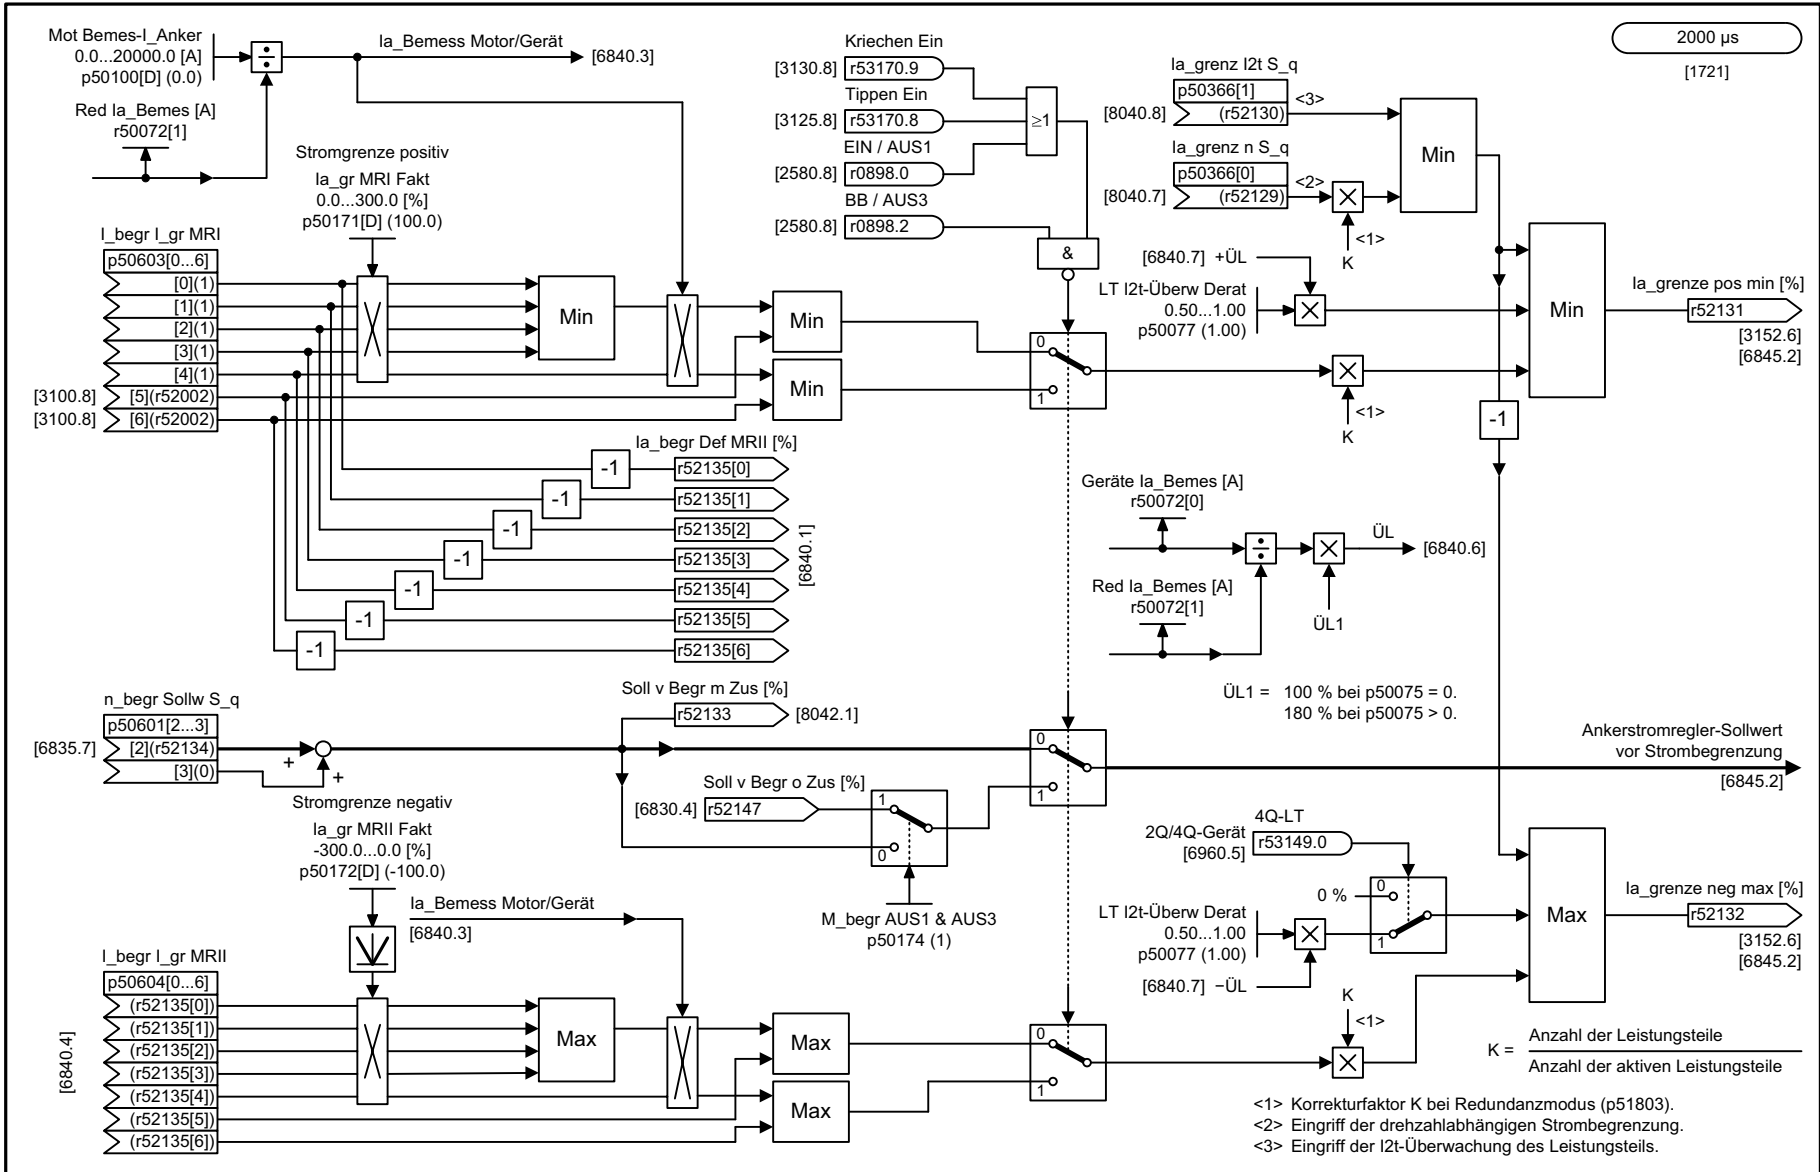 Mot Bemes-I_Anker
0.0...20000.0 [A]
p50100[D] (0.0)
÷
Ia_Bemess Motor/Gerät
[6840.3]
Red Ia_Bemes [A]
r50072[1]
Stromgrenze positiv
Ia_gr MRI Fakt
0.0...300.0 [%]
p50171[D] (100.0)
I_begr I_gr MRI
p50603[0...6]
[0](1)
[1](1)
[2](1)
[3](1)
[4](1)
[3100.8] [5](r52002)
[3100.8] [6](r52002)
Min
Min
Min
Kriechen Ein
[3130.8] r53170.9
Tippen Ein
[3125.8] r53170.8
EIN / AUS1
[2580.8] r0898.0
BB / AUS3
[2580.8] r0898.2
≥1
&
0
1
2000 µs
[1721]
Ia_grenz I2t S_q
p50366[1]
[8040.8] (r52130)
<3>
Ia_grenz n S_q
p50366[0]
[8040.7] (r52129)
<2>
<1>
K
Min
[6840.7] +ÜL
LT I2t-Überw Derat
0.50...1.00
p50077 (1.00)
<1>
K
Min
Ia_grenze pos min [%]
r52131
[3152.6]
[6845.2]
-1
Ia_begr Def MRII [%]
-1 r52135[0]
-1 r52135[1]
-1 r52135[2]
-1 r52135[3]
-1 r52135[4]
-1 r52135[5]
-1 r52135[6]
[6840.1]
Geräte Ia_Bemes [A]
r50072[0]
÷
ÜL
[6840.6]
Red Ia_Bemes [A]
r50072[1]
ÜL1
ÜL1 = 100 % bei p50075 = 0.
180 % bei p50075 > 0.
n_begr Sollw S_q
p50601[2...3]
[6835.7] [2](r52134)
[3](0)
+
+
Soll v Begr m Zus [%]
r52133 [8042.1]
Soll v Begr o Zus [%]
[6830.4] r52147
1
0
M_begr AUS1 & AUS3
p50174 (1)
0
1
Ankerstromregler-Sollwert
vor Strombegrenzung
[6845.2]
Stromgrenze negativ
Ia_gr MRII Fakt
-300.0...0.0 [%]
p50172[D] (-100.0)
Ia_Bemess Motor/Gerät
[6840.3]
I_begr I_gr MRII
p50604[0...6]
(r52135[0])
(r52135[1])
(r52135[2])
(r52135[3])
(r52135[4])
(r52135[5])
(r52135[6])
[6840.4]
Max
Max
Max
0
1
4Q-LT
2Q/4Q-Gerät
[6960.5] r53149.0
0 %
0
1
LT I2t-Überw Derat
0.50...1.00
p50077 (1.00)
[6840.7] −ÜL
K
<1>
Max
Ia_grenze neg max [%]
r52132
[3152.6]
[6845.2]
K = Anzahl der Leistungsteile
Anzahl der aktiven Leistungsteile
<1> Korrekturfaktor K bei Redundanzmodus (p51803).
<2> Eingriff der drehzahlabhängigen Strombegrenzung.
<3> Eingriff der I2t-Überwachung des Leistungsteils.